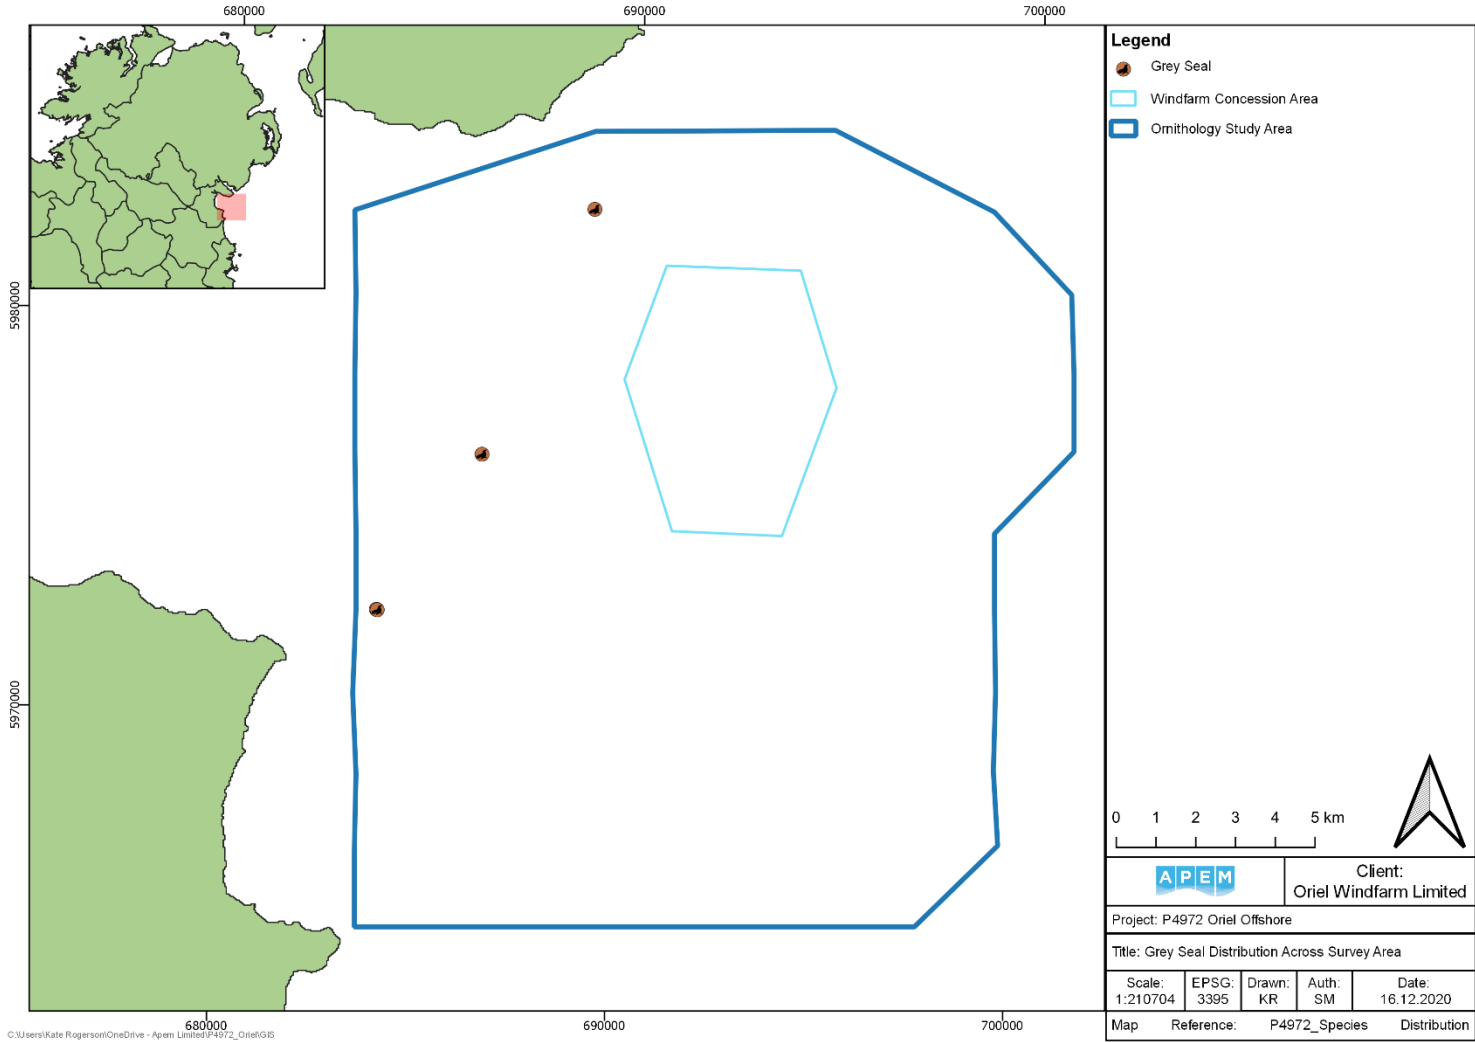 680000 690000 700000
5980000
5970000
680000 690000 700000
C:\Users\Kate Rogerson\OneDrive - Apem Limited\P4972_Oriel\GIS
Legend
Grey Seal
Windfarm Concession Area
Ornithology Study Area
0 1 2 3 4 5 km
APEM
Client:
Oriel Windfarm Limited
Project: P4972 Oriel Offshore
Title: Grey Seal Distribution Across Survey Area
Scale: EPSG: Drawn: Auth: Date:
1:210704 3395 KR SM 16.12.2020
Map Reference: P4972_Species Distribution